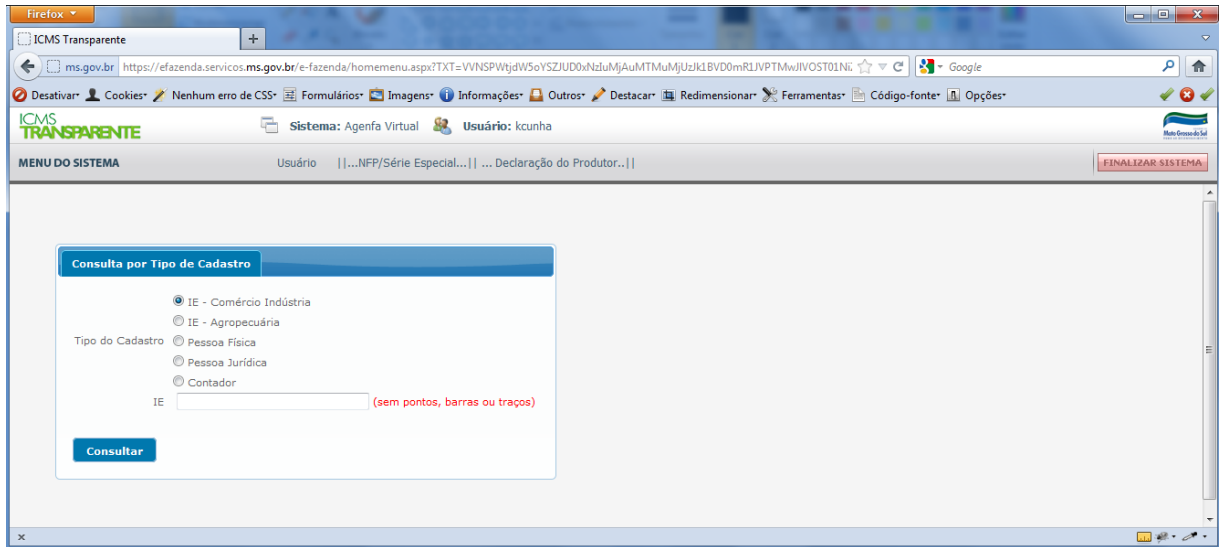 Firefox
ICMS Transparente
ms.gov.br https://efazenda.servicos.ms.gov.br/e-fazenda/homemenu.aspx?TXT= Google
Desativar Cookies Nenhum erro de CSS Formulários Imagens Informações Outros Destacar Redimensionar Ferramentas Código-fonte Opções
ICMS TRANSPARENTE
Sistema: Agenfa Virtual Usuário: kcunha
Mato Grosso do Sul
MENU DO SISTEMA Usuário ||...NFP/Série Especial...|| ... Declaração do Produtor..|| FINALIZAR SISTEMA
Consulta por Tipo de Cadastro
IE - Comércio Indústria
IE - Agropecuária
Tipo do Cadastro Pessoa Física
Pessoa Jurídica
Contador
IE (sem pontos, barras ou traços)
Consultar